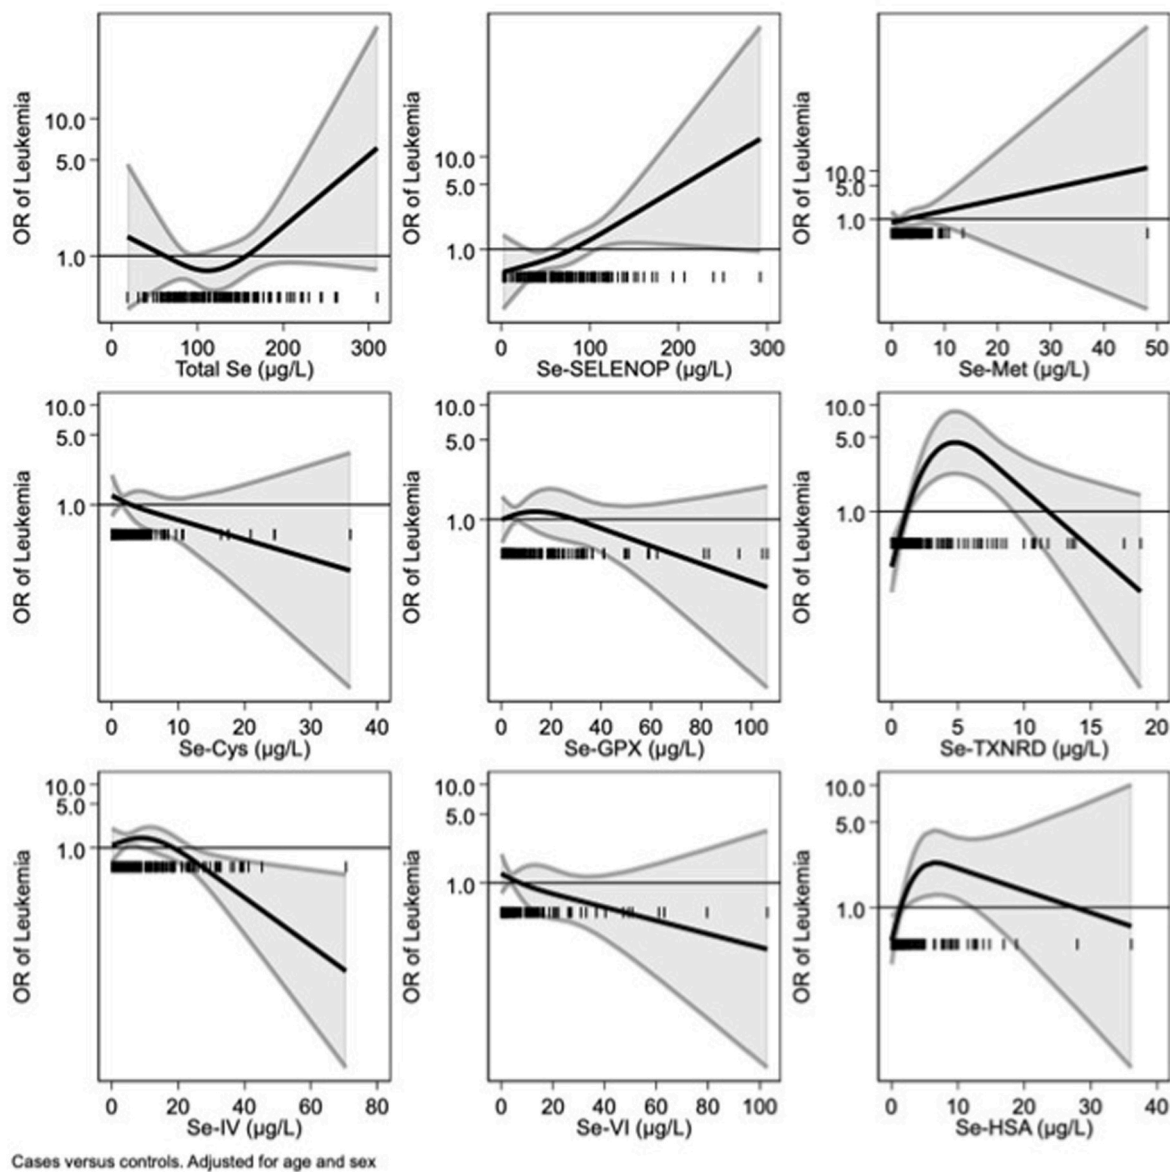 OR of Leukemia
10.0
5.0
1.0
0 100 200 300
Total Se (µg/L)
OR of Leukemia
10.0
5.0
1.0
0 100 200 300
Se-SELENOP (µg/L)
OR of Leukemia
10.0
5.0
1.0
0 10 20 30 40 50
Se-Met (µg/L)
OR of Leukemia
10.0
5.0
1.0
0 10 20 30 40
Se-Cys (µg/L)
OR of Leukemia
10.0
5.0
1.0
0 20 40 60 80 100
Se-GPX (µg/L)
OR of Leukemia
10.0
5.0
1.0
0 5 10 15 20
Se-TXNRD (µg/L)
OR of Leukemia
10.0
5.0
1.0
0 20 40 60 80
Se-IV (µg/L)
OR of Leukemia
10.0
5.0
1.0
0 20 40 60 80 100
Se-VI (µg/L)
OR of Leukemia
10.0
5.0
1.0
0 10 20 30 40
Se-HSA (µg/L)
Cases versus controls. Adjusted for age and sex